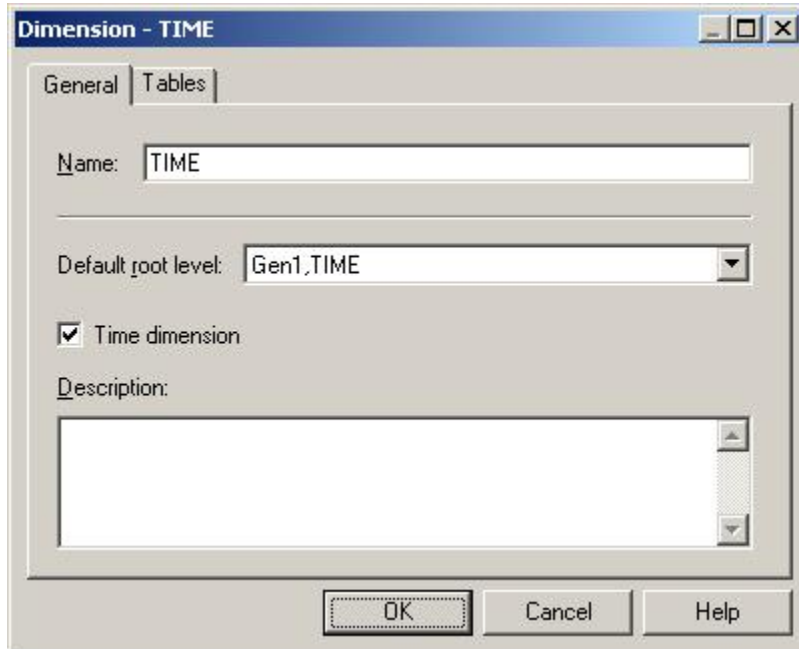 Dimension - TIME
General Tables
Name: TIME
Default root level: Gen1,TIME
Time dimension
Description:
OK Cancel Help